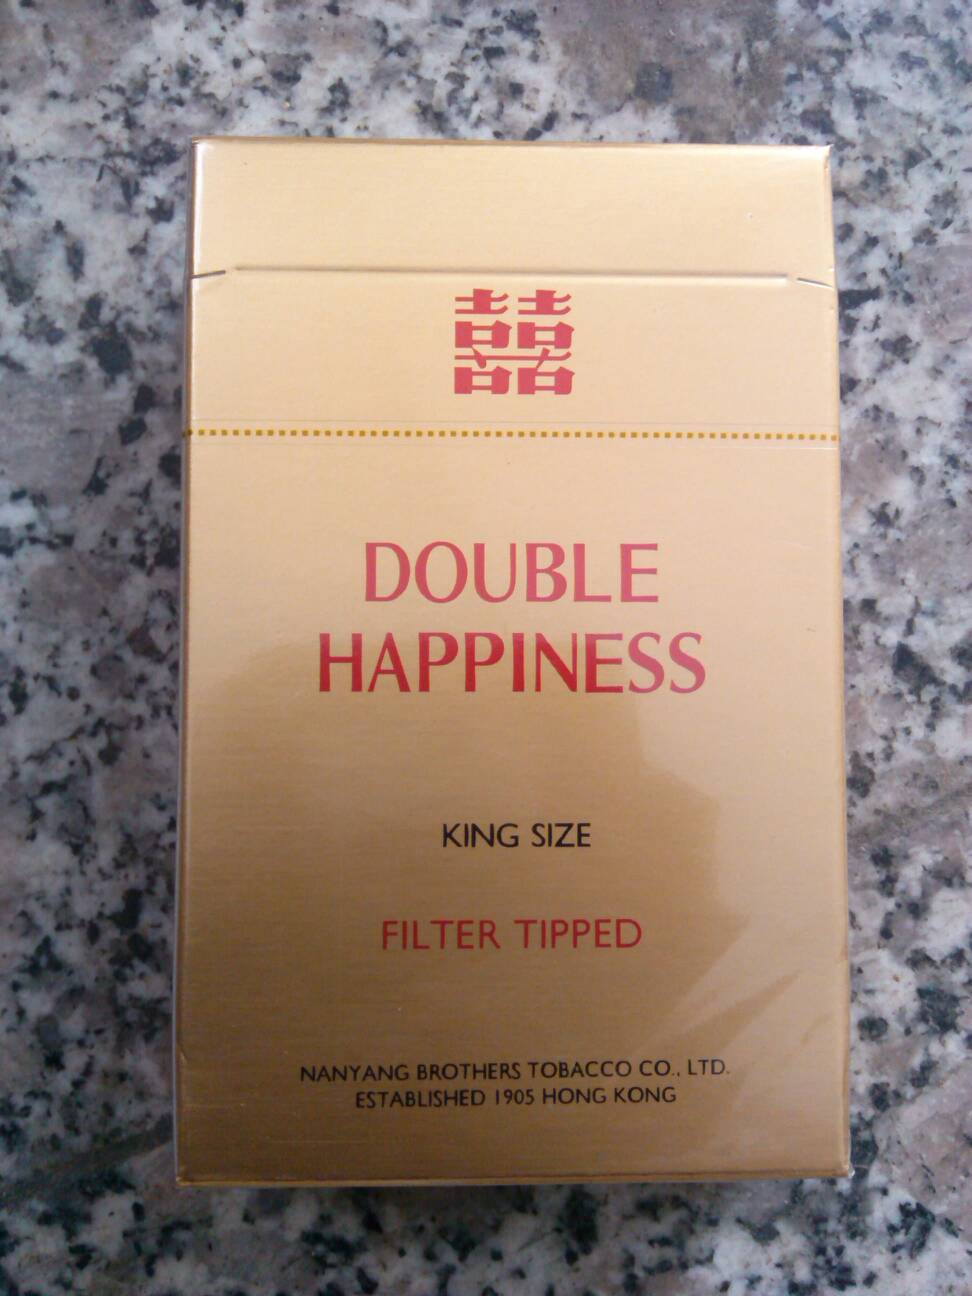 囍
DOUBLE
HAPPINESS
KING SIZE
FILTER TIPPED
NANYANG BROTHERS TOBACCO CO., LTD.
ESTABLISHED 1905 HONG KONG